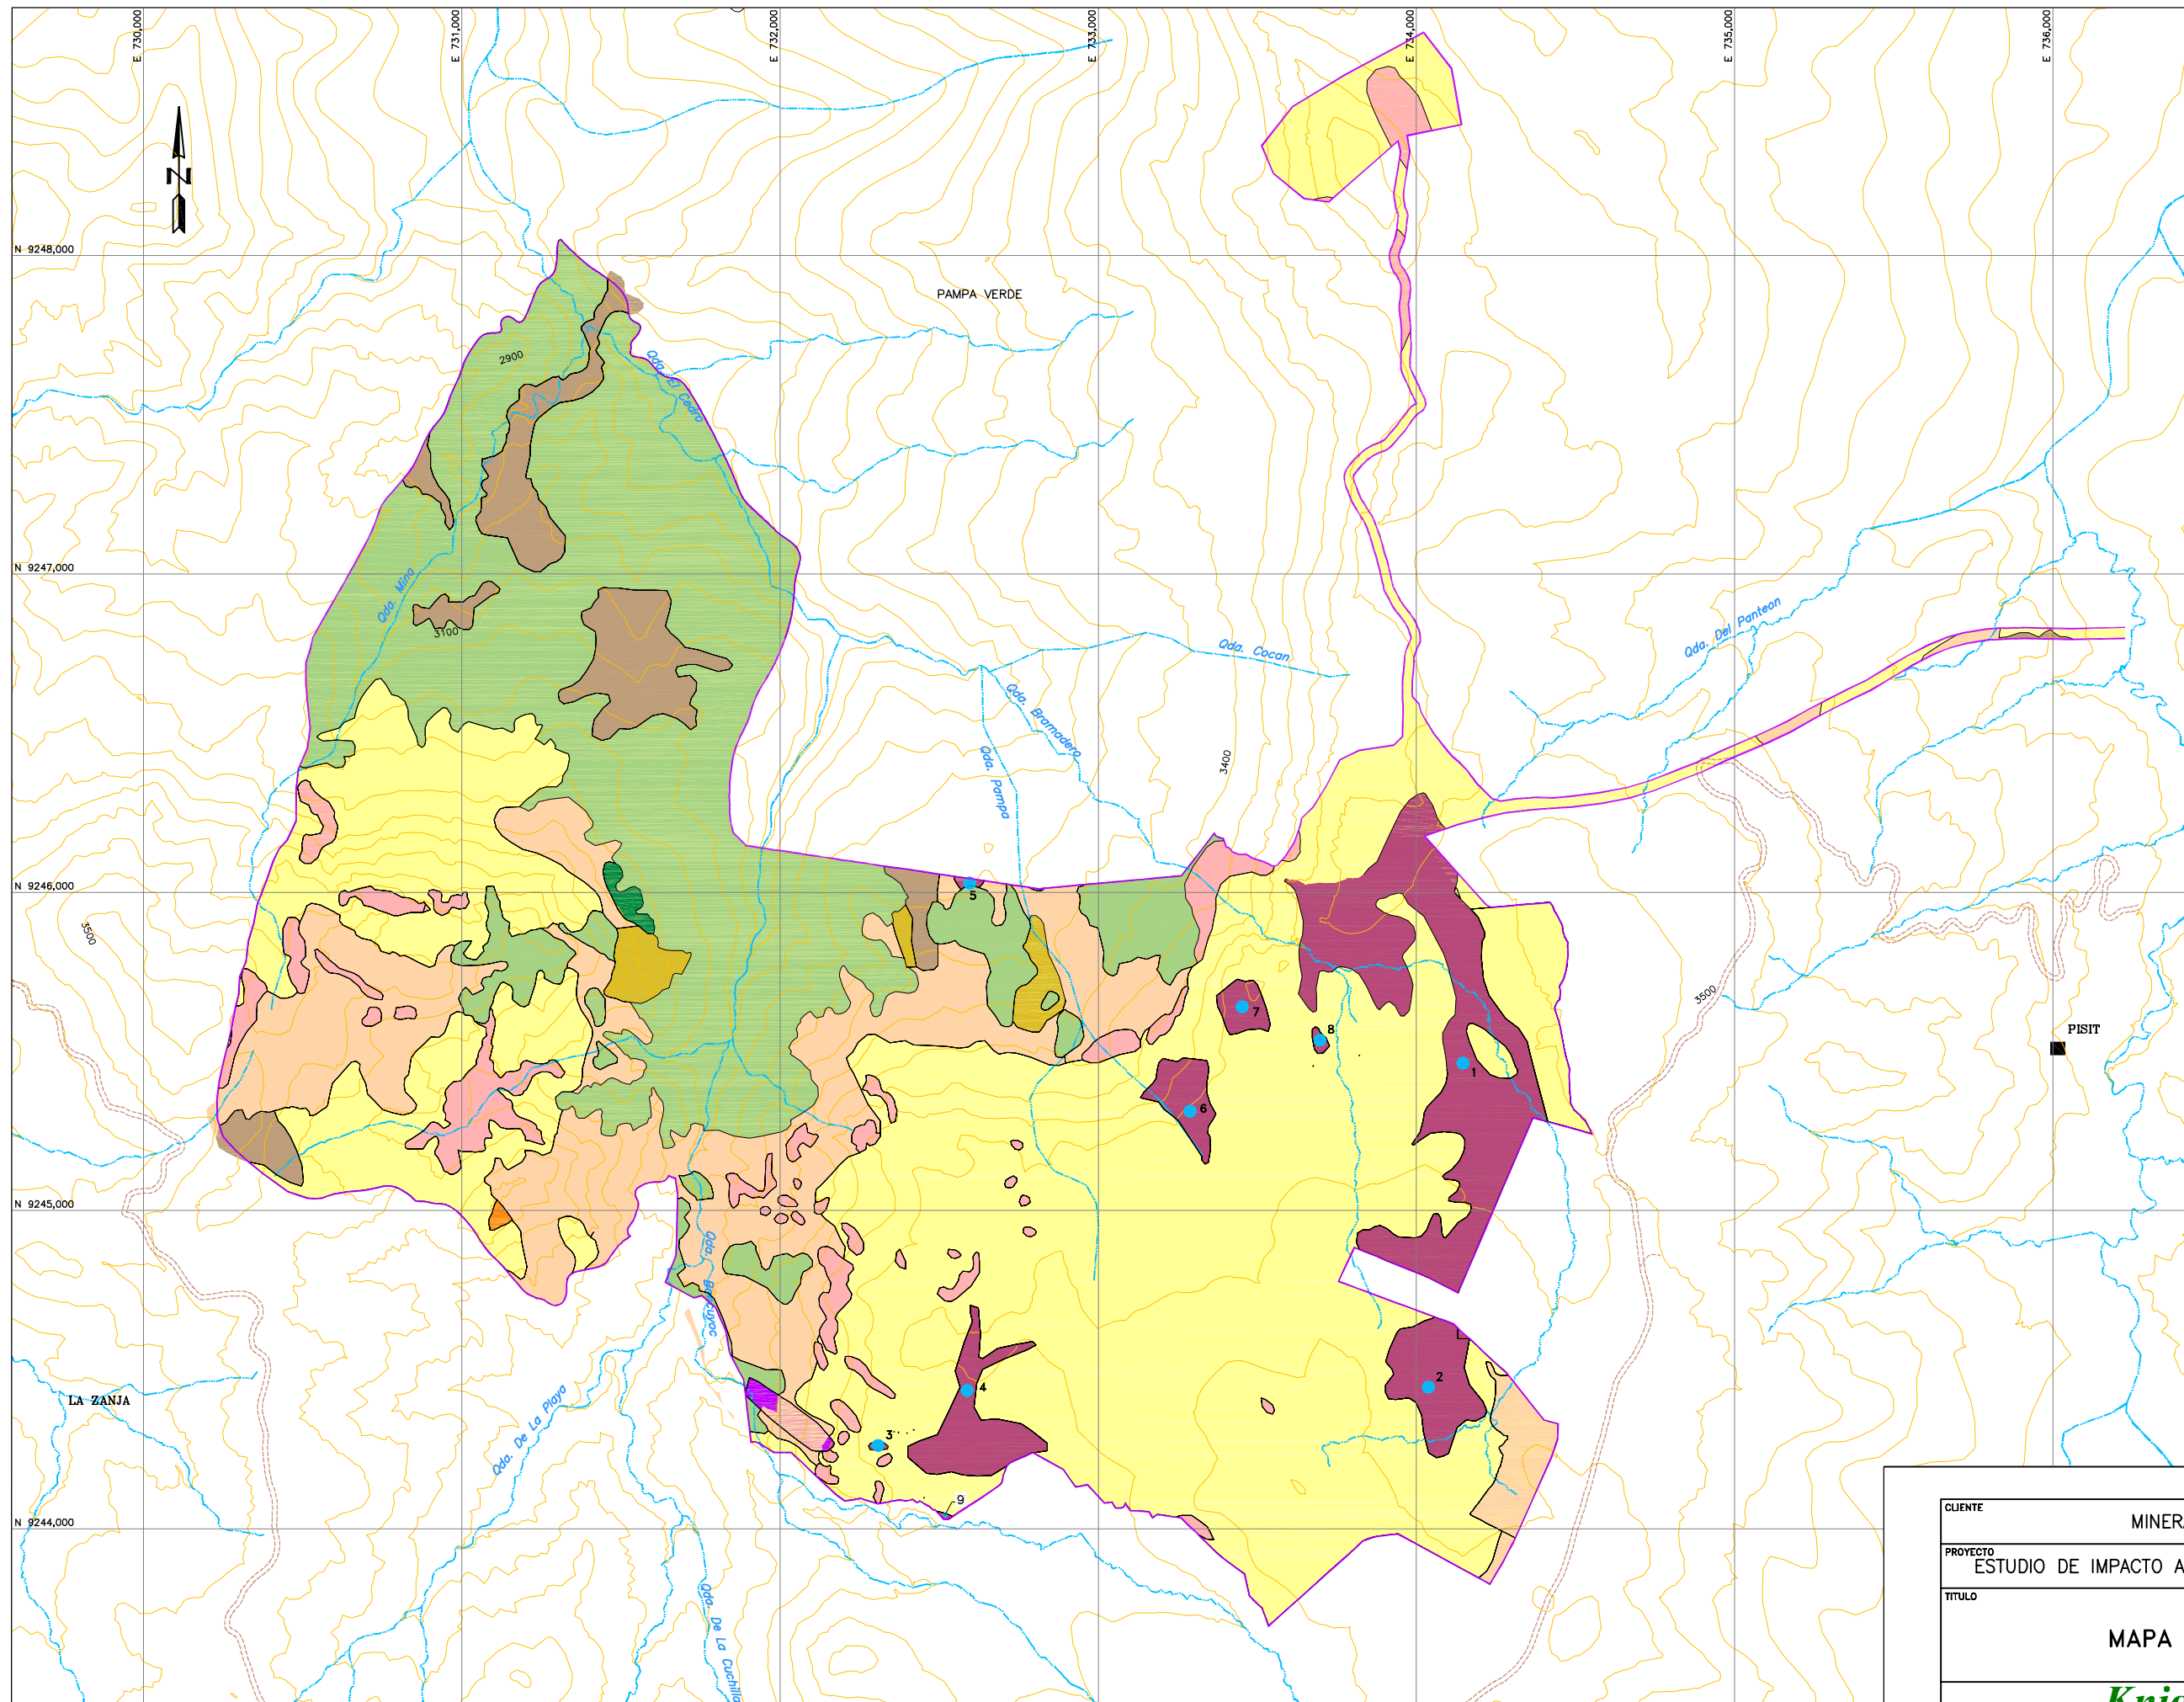 E 730,000
E 731,000
E 732,000
E 733,000
E 734,000
E 735,000
E 736,000
N
N 9248,000
PAMPA VERDE
2900
Qda. El Cedro
N 9247,000
Qda. Mina
3100
Qda. Cocan
Qda. Del Panteon
Qda. Bramadero
Qda. Pampa
3400
N 9246,000
5
3500
7
8
3500
PISIT
1
6
N 9245,000
Qda.
LA ZANJA
Qda. De La Playa
4
2
3
9
N 9244,000
Qda. De La Cuchilla
CLIENTE
MINER
PROYECTO
ESTUDIO DE IMPACTO A
TITULO
MAPA